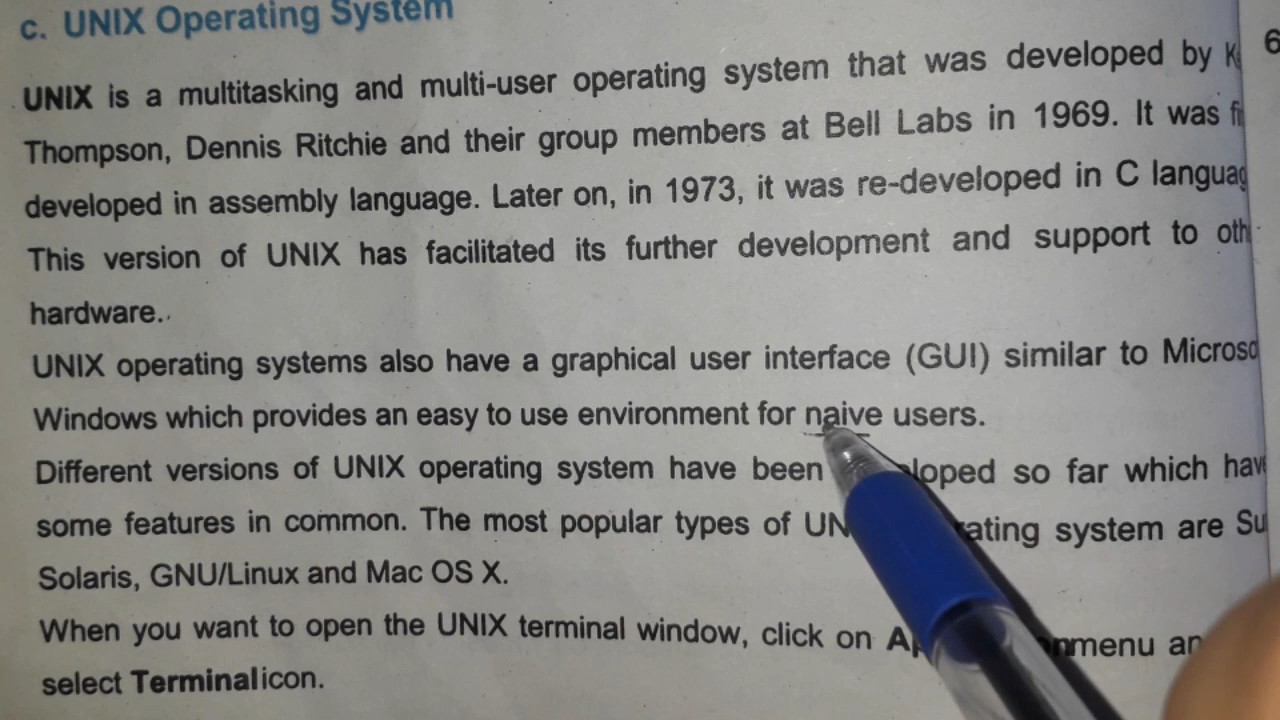 c. UNIX Operating System
6
UNIX is a multitasking and multi-user operating system that was developed by
Thompson, Dennis Ritchie and their group members at Bell Labs in 1969. It was
developed in assembly language. Later on, in 1973, it was re-developed in C
This version of UNIX has facilitated its further development and support to
hardware.
UNIX operating systems also have a graphical user interface (GUI) similar to
Windows which provides an easy to use environment for naive users.
Different versions of UNIX operating system have been so far which
some features in common. The most popular types of system are
Solaris, GNU/Linux and Mac OS X.
When you want to open the UNIX terminal window, click on
select Terminalicon.